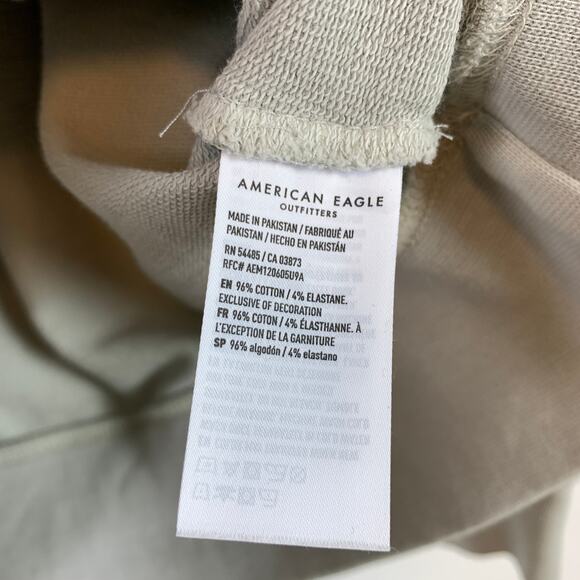 AMERICAN EAGLE
OUTFITTERS
MADE IN PAKISTAN / FABRIQUÉ AU
PAKISTAN / HECHO EN PAKISTÁN
RN 54485 / CA 03873
RFC# AEM120605U9A
EN 96% COTTON / 4% ELASTANE.
EXCLUSIVE OF DECORATION
FR 96% COTON / 4% ÉLASTHANNE. À
L'EXCEPTION DE LA GARNITURE
SP 96% algodón / 4% elastano